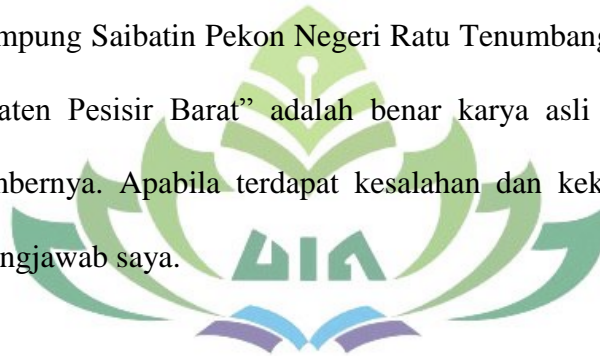 mpung Saibatin Pekon Negeri Ratu Tenumbang
aten Pesisir Barat” adalah benar karya asli
mbernya. Apabila terdapat kesalahan dan kek
ngjawab saya.
UIN